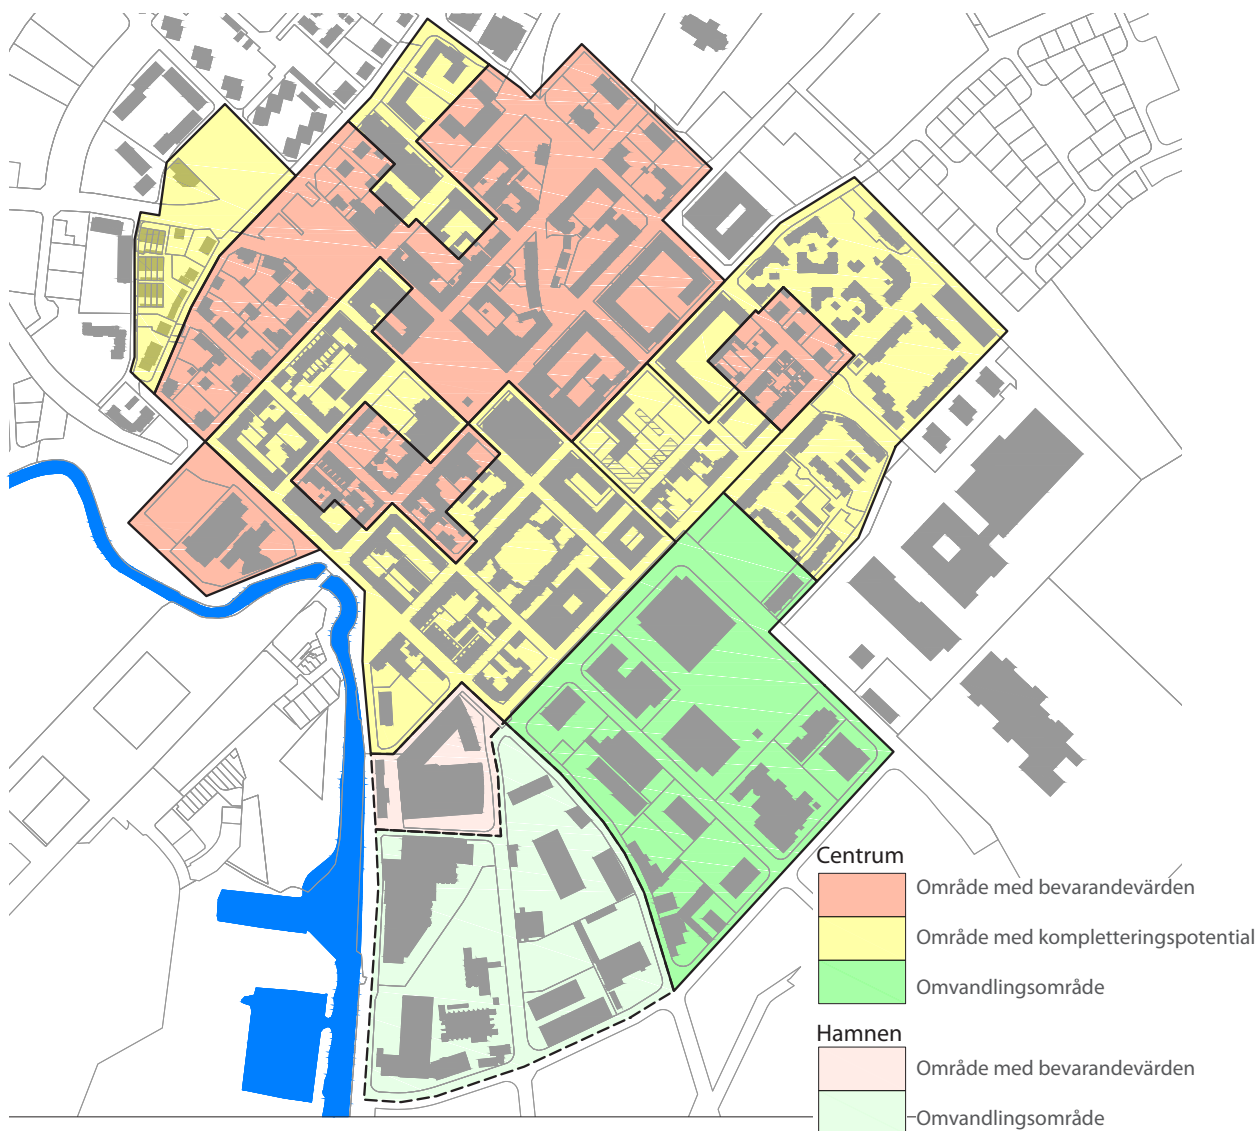 Centrum
Område med bevarandevärden
Område med kompletteringspotential
Omvandlingsområde
Hamnen
Område med bevarandevärden
Omvandlingsområde